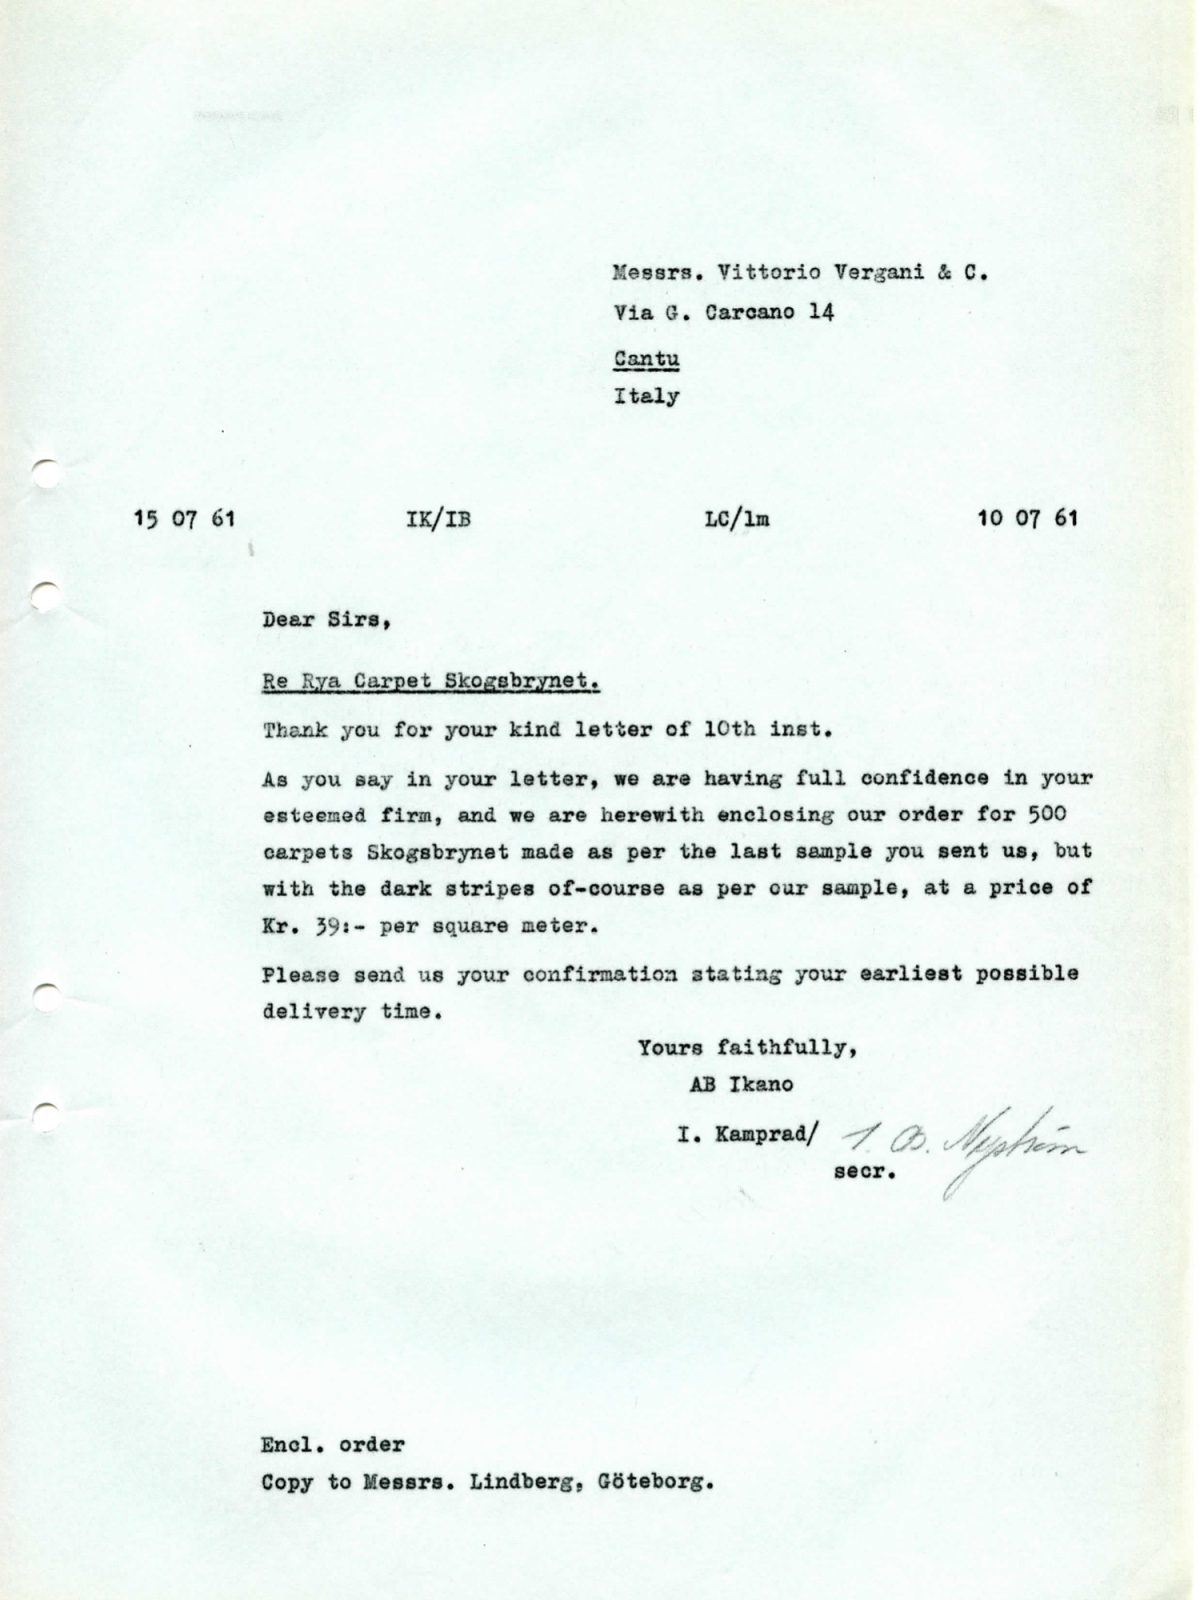 Messrs. Vittorio Vergani & C.
Via G. Carcano 14
Cantu
Italy
15 07 61 IK/IB LC/lm 10 07 61
Dear Sirs,
Re Rya Carpet Skogsbrynet.
Thank you for your kind letter of 10th inst.
As you say in your letter, we are having full confidence in your
esteemed firm, and we are herewith enclosing our order for 500
carpets Skogsbrynet made as per the last sample you sent us, but
with the dark stripes of-course as per our sample, at a price of
Kr. 39:- per square meter.
Please send us your confirmation stating your earliest possible
delivery time.
Yours faithfully,
AB Ikano
I. Kamprad/ I. B. Nyström
secr.
Encl. order
Copy to Messrs. Lindberg, Göteborg.